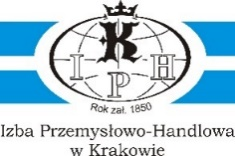 K
I P H
Rok zał. 1850
Izba Przemysłowo-Handlowa
w Krakowie